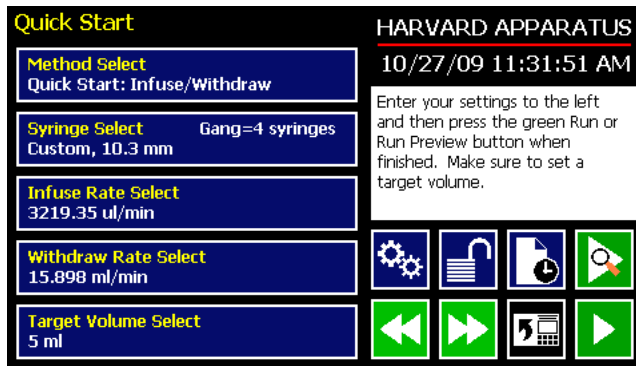 Quick Start
Method Select
Quick Start: Infuse/Withdraw
Syringe Select Gang=4 syringes
Custom, 10.3 mm
Infuse Rate Select
3219.35 ul/min
Withdraw Rate Select
15.898 ml/min
Target Volume Select
5 ml
HARVARD APPARATUS
10/27/09 11:31:51 AM
Enter your settings to the left
and then press the green Run or
Run Preview button when
finished. Make sure to set a
target volume.